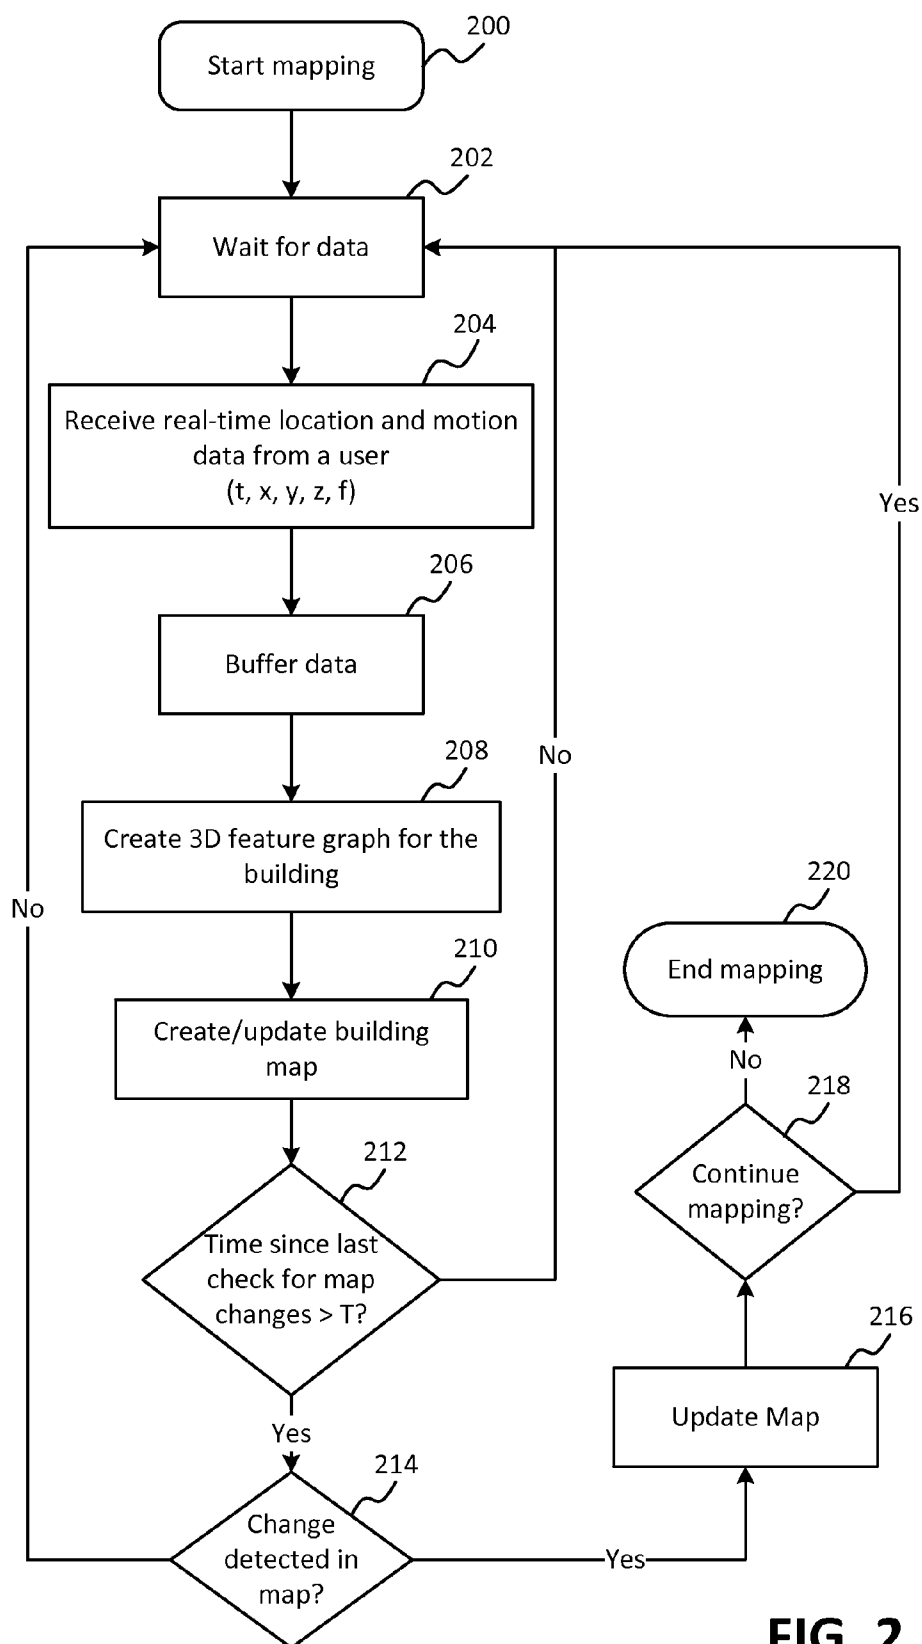 200
Start mapping
202
Wait for data
204
Receive real-time location and motion
data from a user
(t, x, y, z, f)
Yes
206
Buffer data
No
208
Create 3D feature graph for the
building
220
No
End mapping
210
Create/update building
map
No
218
212
Continue
mapping?
Time since last
check for map
changes > T?
216
Update Map
Yes
214
Change
detected in
map?
Yes
FIG. 2